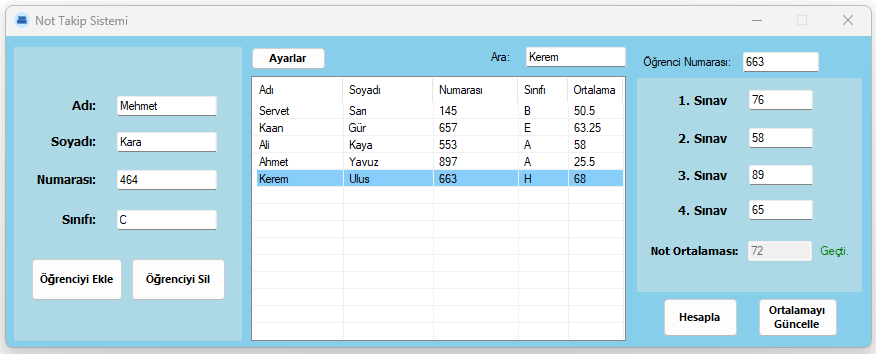 Not Takip Sistemi
Adı: Mehmet
Soyadı: Kara
Numarası: 464
Sınıfı: C
Öğrenciyi Ekle Öğrenciyi Sil
Ayarlar Ara: Kerem
Adı Soyadı Numarası Sınıfı Ortalama
Servet Sarı 145 B 50.5
Kaan Gür 657 E 63.25
Ali Kaya 553 A 58
Ahmet Yavuz 897 A 25.5
Kerem Ulus 663 H 68
Öğrenci Numarası: 663
1. Sınav 76
2. Sınav 58
3. Sınav 89
4. Sınav 65
Not Ortalaması: 72 Geçti.
Hesapla Ortalamayı
Güncelle